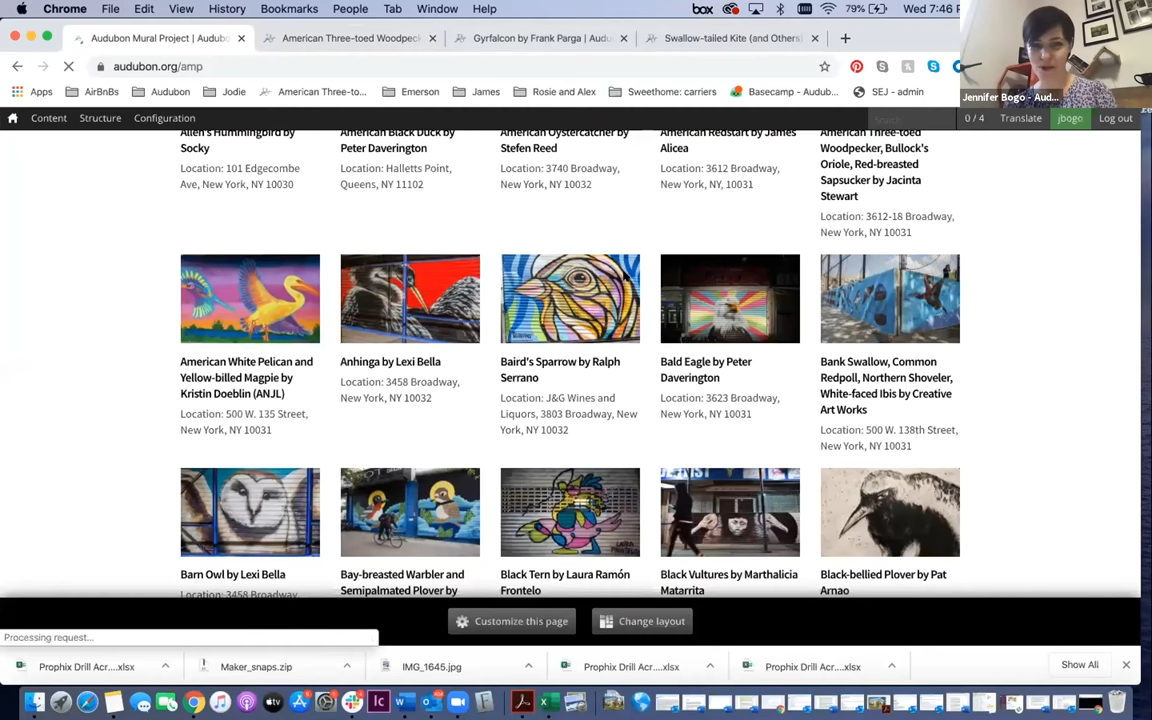 Chrome File Edit View History Bookmarks People Tab Window Help box 79% Wed 7:46 P
Audubon Mural Project | Audub American Three-toed Woodpec Gyrfalcon by Frank Parga | Aud Swallow-tailed Kite (and Others)
audubon.org/amp
Apps AirBnBs Audubon Jodie American Three-to... Emerson James Rosie and Alex Sweethome: carriers Basecamp - Audub... SEJ - admin
Jennifer Bogo - Aud...
Content Structure Configuration Search 0 / 4 Translate jbogo Log out
Allen's Hummingbird by
Socky
Location: 101 Edgecombe
Ave, New York, NY 10030
American Black Duck by
Peter Daverington
Location: Halletts Point,
Queens, NY 11102
American Oystercatcher by
Stefen Reed
Location: 3740 Broadway,
New York, NY 10032
American Redstart by James
Alicea
Location: 3612 Broadway,
New York, NY, 10031
American Three-toed
Woodpecker, Bullock's
Oriole, Red-breasted
Sapsucker by Jacinta
Stewart
Location: 3612-18 Broadway,
New York, NY 10031
American White Pelican and
Yellow-billed Magpie by
Kristin Doeblin (ANJL)
Location: 500 W. 135 Street,
New York, NY 10031
Anhinga by Lexi Bella
Location: 3458 Broadway,
New York, NY 10032
Baird's Sparrow by Ralph
Serrano
Location: J&G Wines and
Liquors, 3803 Broadway, New
York, NY 10032
Bald Eagle by Peter
Daverington
Location: 3623 Broadway,
New York, NY 10031
Bank Swallow, Common
Redpoll, Northern Shoveler,
White-faced Ibis by Creative
Art Works
Location: 500 W. 138th Street,
New York, NY 10031
Barn Owl by Lexi Bella
Location: 3458 Broadway,
Bay-breasted Warbler and
Semipalmated Plover by
Black Tern by Laura Ramón
Frontelo
Black Vultures by Marthalicia
Matarrita
Black-bellied Plover by Pat
Arnao
Customize this page Change layout
Processing request...
Prophix Drill Acr....xlsx Maker_snaps.zip IMG_1645.jpg Prophix Drill Acr....xlsx Prophix Drill Acr....xlsx Show All